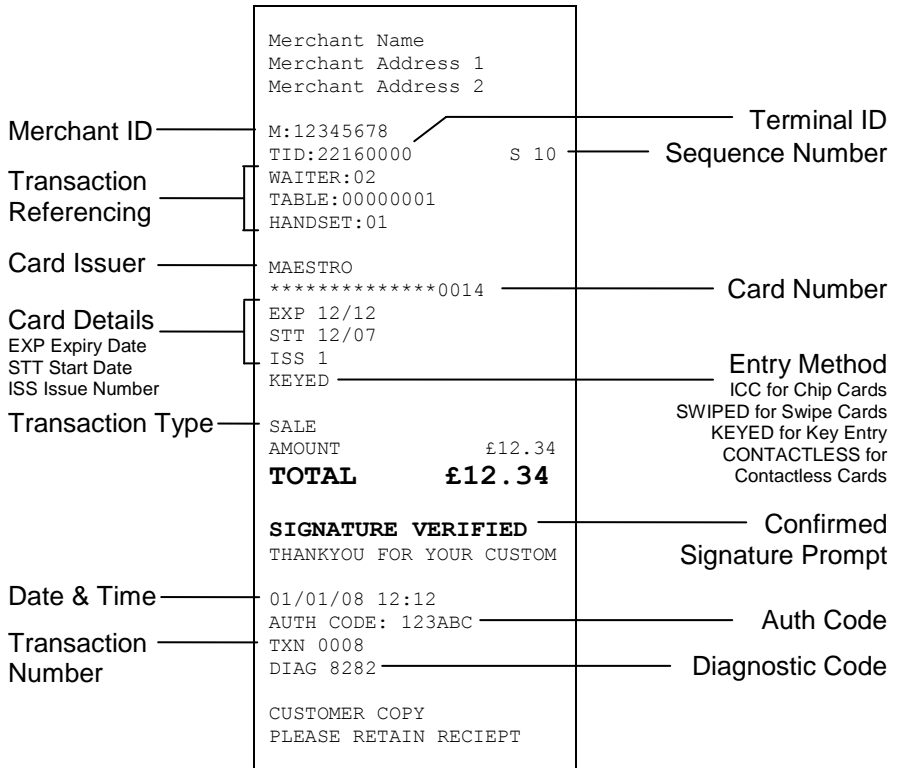 Merchant Name
Merchant Address 1
Merchant Address 2
Merchant ID
M:12345678
Terminal ID
TID:22160000 S 10
Sequence Number
Transaction
Referencing
WAITER:02
TABLE:00000001
HANDSET:01
Card Issuer
MAESTRO
**************0014
Card Number
Card Details
EXP Expiry Date
STT Start Date
ISS Issue Number
EXP 12/12
STT 12/07
ISS 1
KEYED
Entry Method
ICC for Chip Cards
SWIPED for Swipe Cards
KEYED for Key Entry
CONTACTLESS for
Contactless Cards
Transaction Type
SALE
AMOUNT £12.34
TOTAL £12.34
SIGNATURE VERIFIED
Confirmed
Signature Prompt
THANKYOU FOR YOUR CUSTOM
Date & Time
01/01/08 12:12
AUTH CODE: 123ABC
Auth Code
Transaction
Number
TXN 0008
DIAG 8282
Diagnostic Code
CUSTOMER COPY
PLEASE RETAIN RECIEPT